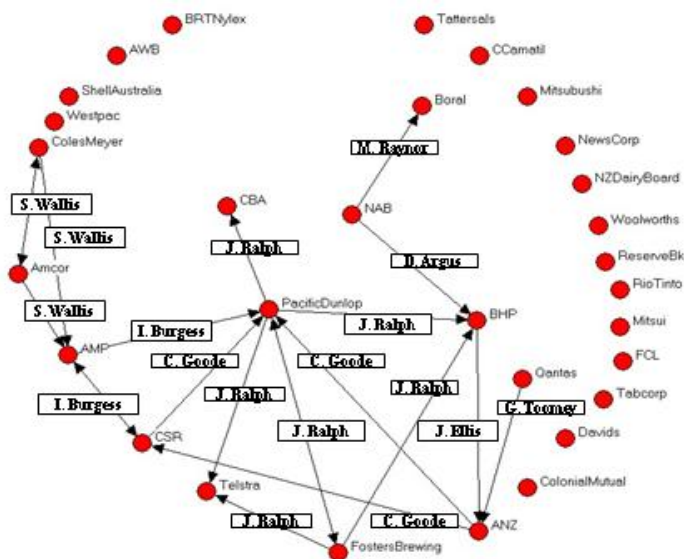 BRTNylex
Tattersals
AWB
CCamatil
ShellAustralia
Mitsubushi
Boral
Westpac
ColesMeyer
NewsCorp
M. Raynor
NZDairyBoard
S. Wallis
CBA
NAB
Woolworths
S. Wallis
J. Ralph
D. Argus
ReserveBk
Amcor
RioTinto
S. Wallis
PacificDunlop
BHP
Mitsui
I. Burgess
J. Ralph
AMP
C. Goode
C. Goode
FCL
Qantas
J. Ralph
J. Ralph
Tabcorp
I. Burgess
G. Toomey
J. Ralph
J. Ellis
CSR
Davids
Telstra
ColonialMutual
J. Ralph
C. Goode
ANZ
FostersBrewing